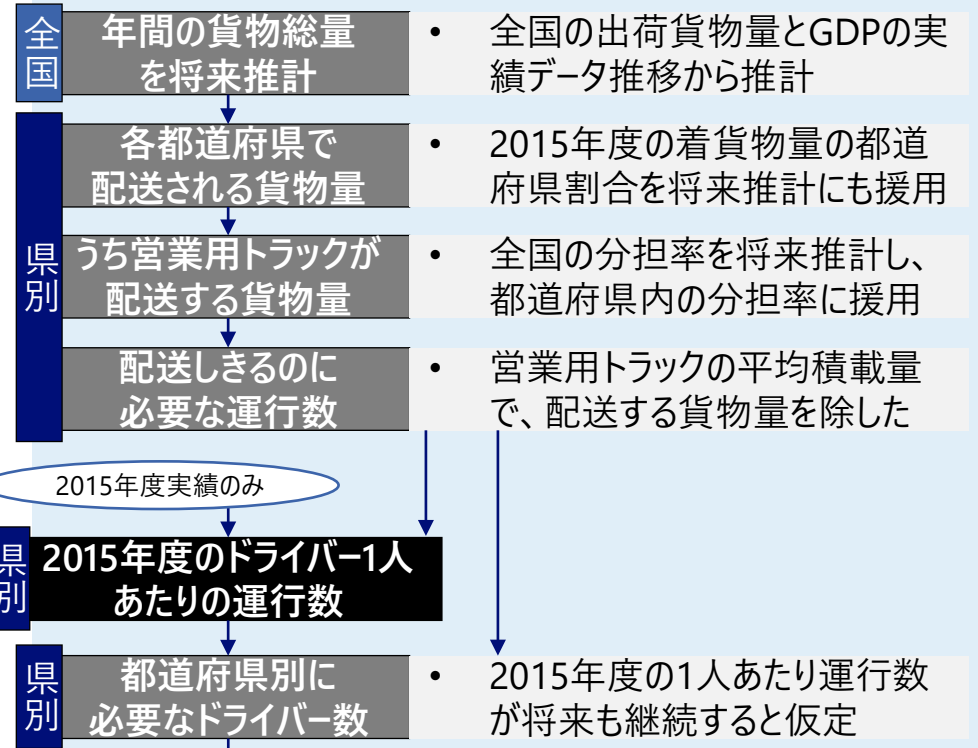 全国
年間の貨物総量
を将来推計
• 全国の出荷貨物量とGDPの実
績データ推移から推計
県別
各都道府県で
配送される貨物量
• 2015年度の着貨物量の都道
府県割合を将来推計にも援用
うち営業用トラックが
配送する貨物量
• 全国の分担率を将来推計し、
都道府県内の分担率に援用
配送しきるのに
必要な運行数
• 営業用トラックの平均積載量
で、配送する貨物量を除した
2015年度実績のみ
県別
2015年度のドライバー1人
あたりの運行数
県別
都道府県別に
必要なドライバー数
• 2015年度の1人あたり運行数
が将来も継続すると仮定